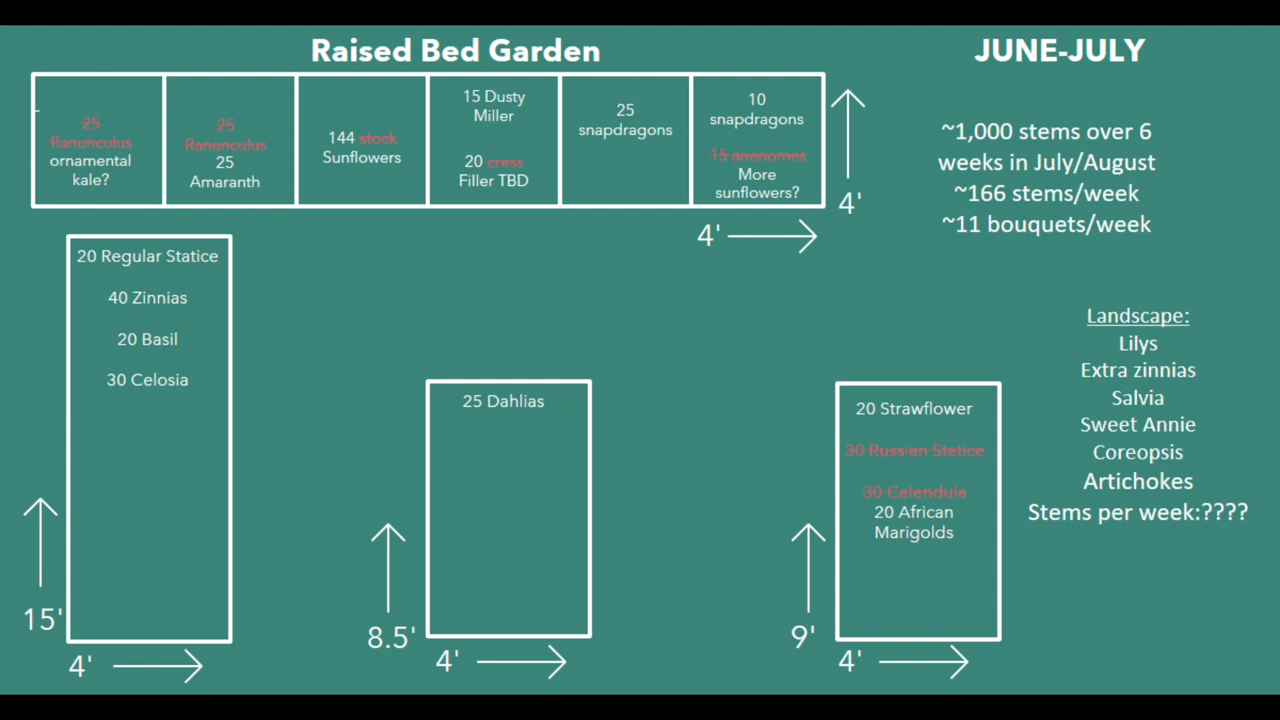 Raised Bed Garden
JUNE-JULY
25
Ranunculus
ornamental
kale?
25
Ranunculus
25
Amaranth
144 stock
Sunflowers
15 Dusty
Miller
20 cress
Filler TBD
25
snapdragons
10
snapdragons
15 anenomes
More
sunflowers?
4'
4'
~1,000 stems over 6
weeks in July/August
~166 stems/week
~11 bouquets/week
20 Regular Statice
40 Zinnias
20 Basil
30 Celosia
15'
4'
25 Dahlias
8.5'
4'
20 Strawflower
30 Russian Statice
30 Calendula
20 African
Marigolds
9'
4'
Landscape:
Lilys
Extra zinnias
Salvia
Sweet Annie
Coreopsis
Artichokes
Stems per week:????